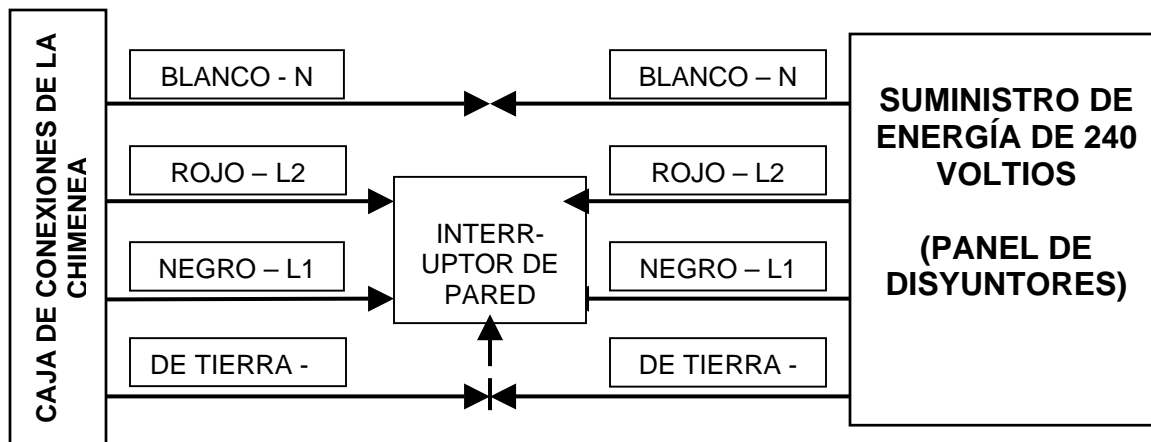 CAJA DE CONEXIONES DE LA
CHIMENEA
BLANCO - N
ROJO – L2
NEGRO – L1
DE TIERRA -
INTERR-
UPTOR DE
PARED
BLANCO – N
ROJO – L2
NEGRO – L1
DE TIERRA -
SUMINISTRO DE
ENERGÍA DE 240
VOLTIOS
(PANEL DE
DISYUNTORES)